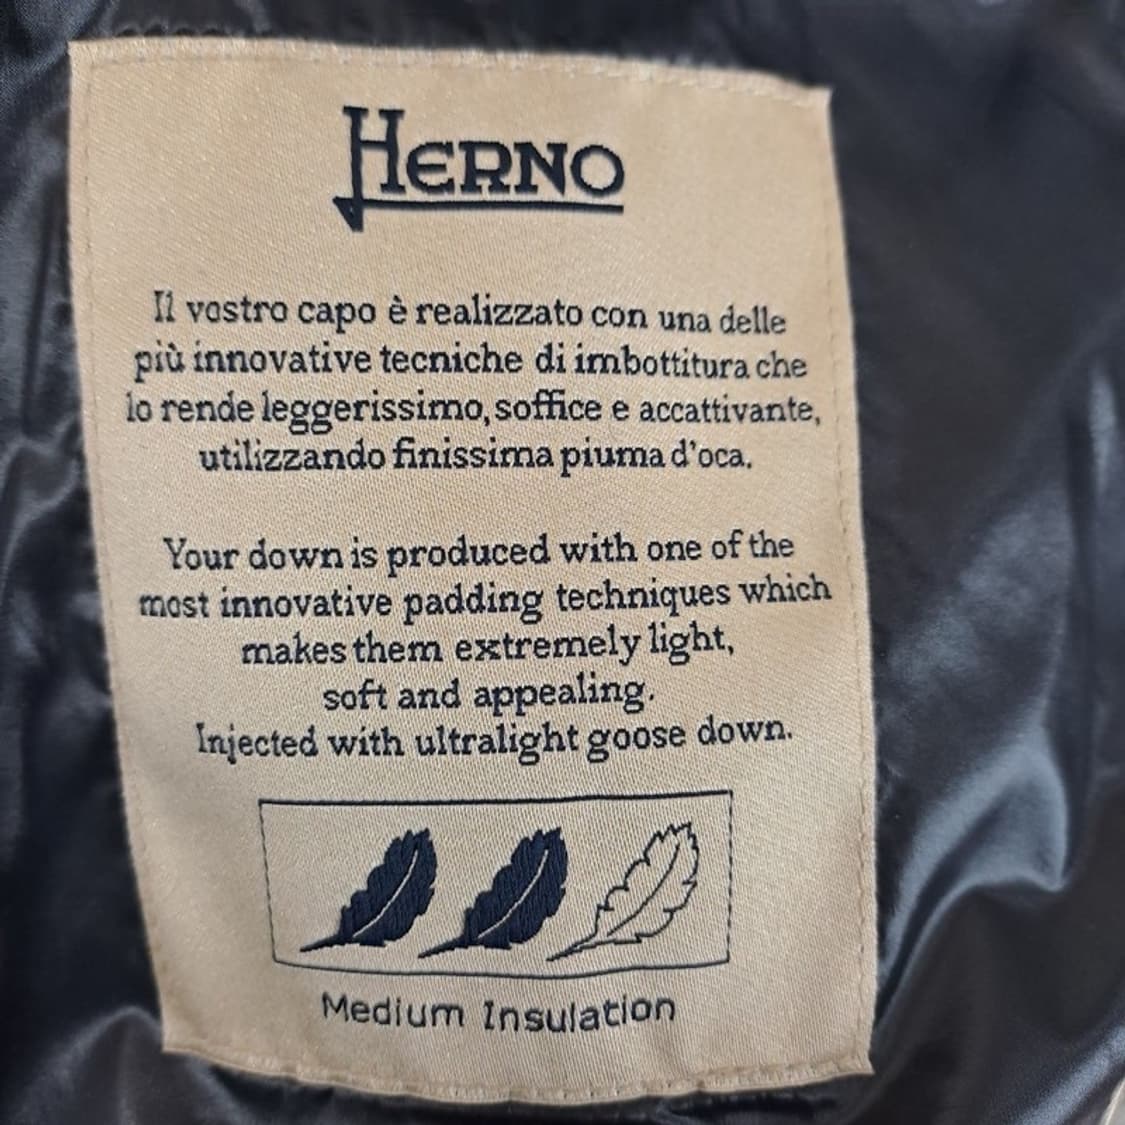 HERNO
Il vostro capo è realizzato con una delle
più innovative tecniche di imbottitura che
lo rende leggerissimo, soffice e accattivante,
utilizzando finissima piuma d'oca.
Your down is produced with one of the
most innovative padding techniques which
makes them extremely light,
soft and appealing.
Injected with ultralight goose down.
Medium Insulation